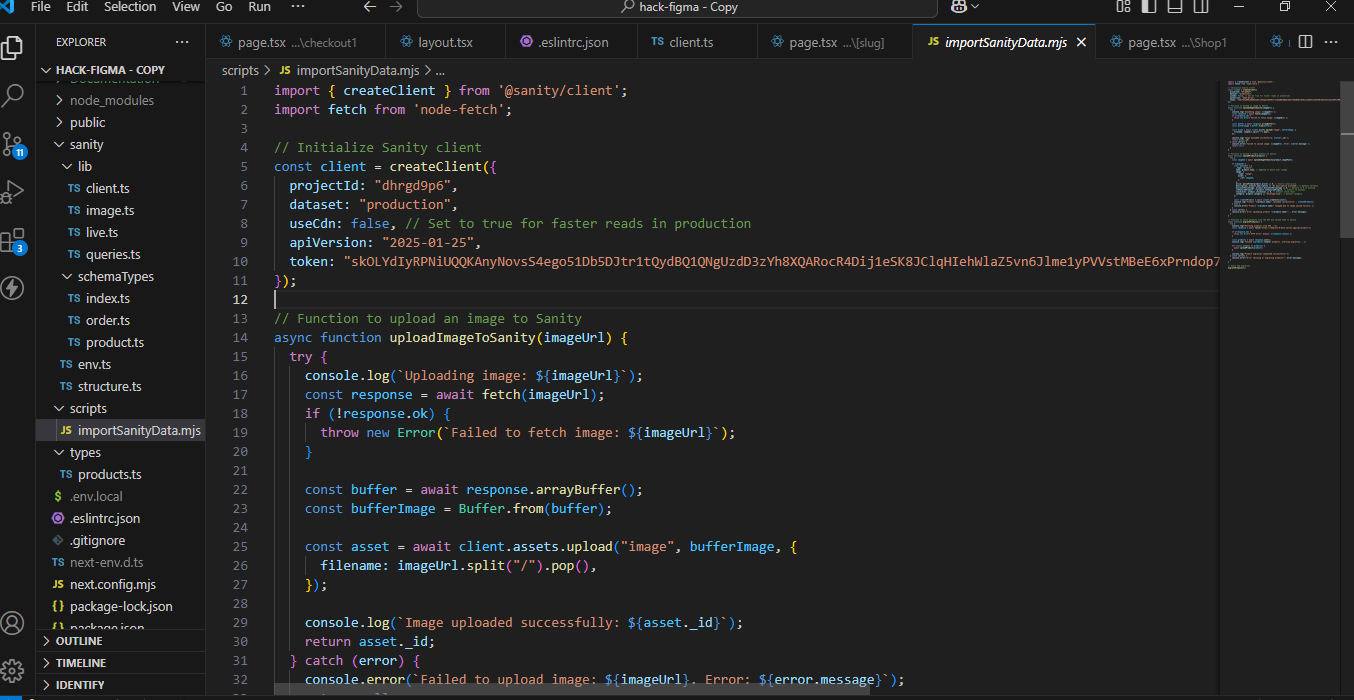 File Edit Selection View Go Run ··· hack-figma - Copy
EXPLORER ···
HACK-FIGMA - COPY
Documentation
node_modules
public
sanity
lib
TS client.ts
TS image.ts
TS live.ts
TS queries.ts
schemaTypes
TS index.ts
TS order.ts
TS product.ts
TS env.ts
TS structure.ts
scripts
JS importSanityData.mjs
types
TS products.ts
$ .env.local
.eslintrc.json
.gitignore
TS next-env.d.ts
JS next.config.mjs
{} package-lock.json
{} package.json
OUTLINE
TIMELINE
IDENTIFY
11
3
page.tsx ...\checkout1 layout.tsx .eslintrc.json TS client.ts page.tsx ...\[slug] JS importSanityData.mjs page.tsx ...\Shop1
scripts > JS importSanityData.mjs > ...
1 import { createClient } from '@sanity/client';
2 import fetch from 'node-fetch';
3
4 // Initialize Sanity client
5 const client = createClient({
6 projectId: "dhrgd9p6",
7 dataset: "production",
8 useCdn: false, // Set to true for faster reads in production
9 apiVersion: "2025-01-25",
10 token: "skOLYdIyRPNiUQQKAnyNovsS4ego51Db5DJtr1tQydBQ1QNgUzdD3zYh8XQARocR4Dij1eSK8JClqHIehWlaZ5vn6Jlme1yPVVstMBeE6xPrndop7
11 });
12
13 // Function to upload an image to Sanity
14 async function uploadImageToSanity(imageUrl) {
15 try {
16 console.log(`Uploading image: ${imageUrl}`);
17 const response = await fetch(imageUrl);
18 if (!response.ok) {
19 throw new Error(`Failed to fetch image: ${imageUrl}`);
20 }
21
22 const buffer = await response.arrayBuffer();
23 const bufferImage = Buffer.from(buffer);
24
25 const asset = await client.assets.upload("image", bufferImage, {
26 filename: imageUrl.split("/").pop(),
27 });
28
29 console.log(`Image uploaded successfully: ${asset._id}`);
30 return asset._id;
31 } catch (error) {
32 console.error(`Failed to upload image: ${imageUrl}. Error: ${error.message}`);